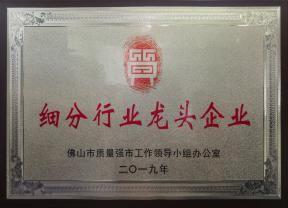 質
细分行业龙头企业
佛山市质量强市工作领导小组办公室
二〇一九年